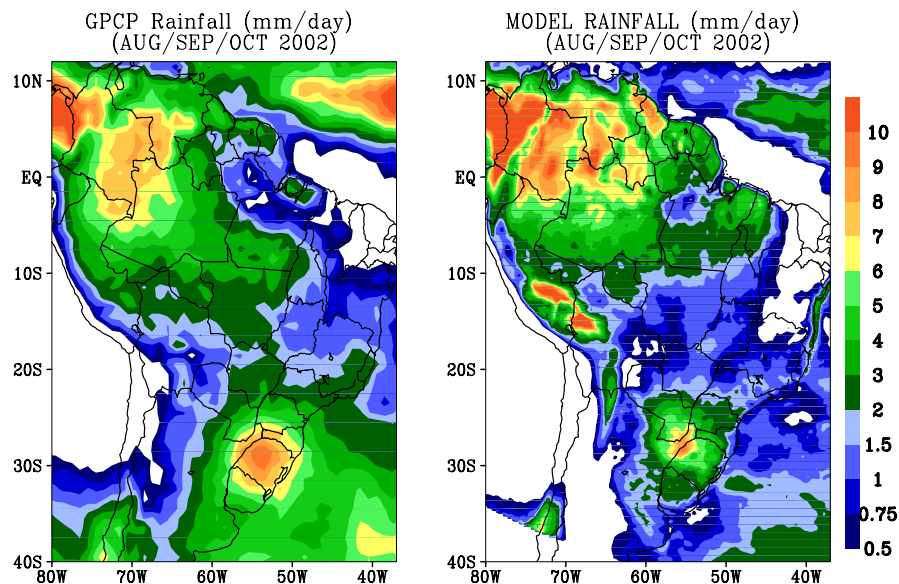 GPCP Rainfall (mm/day)
(AUG/SEP/OCT 2002)
10N
EQ
10S
20S
30S
40S
80W 70W 60W 50W 40W
MODEL RAINFALL (mm/day)
(AUG/SEP/OCT 2002)
10N
EQ
10S
20S
30S
40S
80W 70W 60W 50W 40W
10
9
8
7
6
5
4
3
2
1.5
1
0.75
0.5